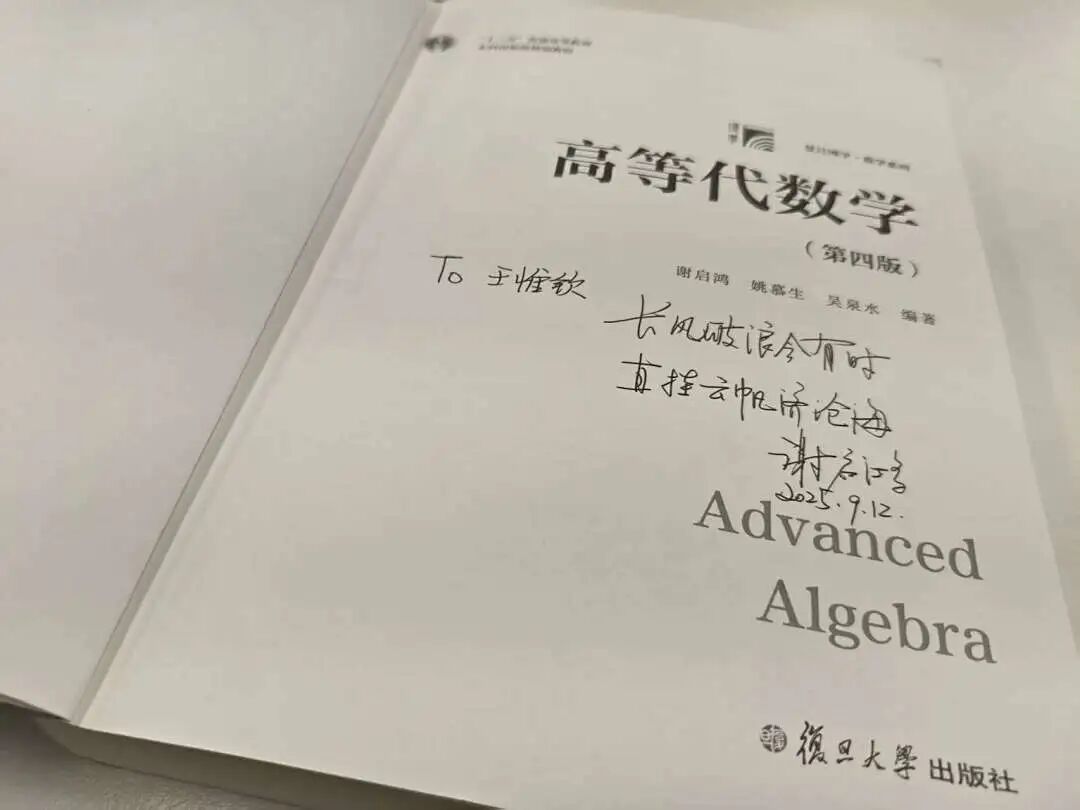 高等代数学
（第四版）
谢启鸿 姚慕生 吴泉水 编著
To 王惟钦
长风破浪会有时
直挂云帆济沧海
谢启鸿
2025.9.12.
Advanced
Algebra
復旦大學出版社